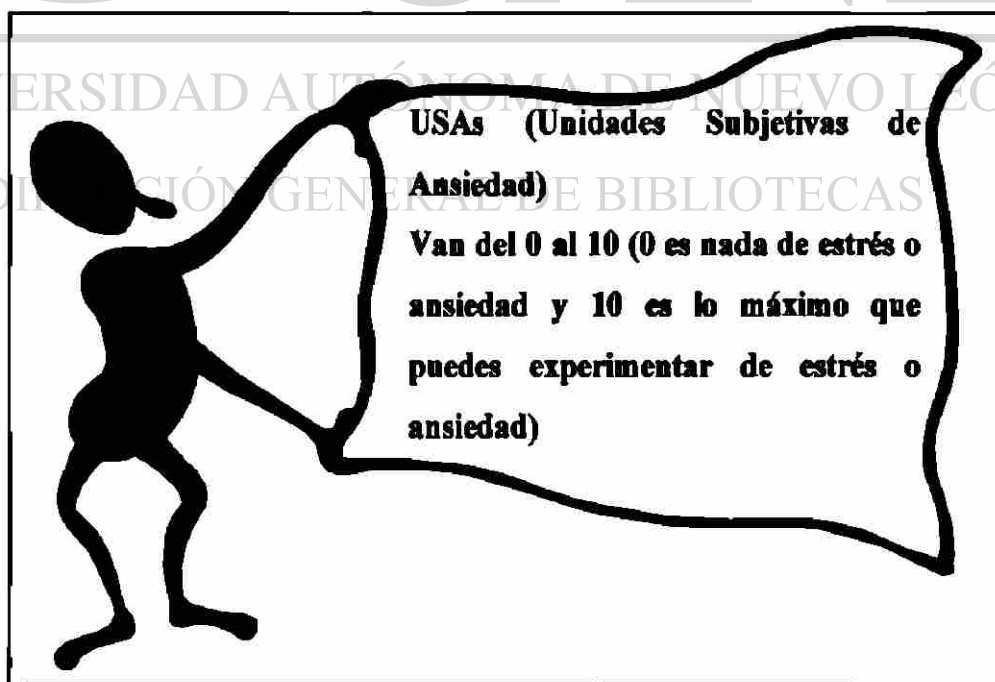 ERSIDAD AUTÓNOMA DE NUEVO LEÓ
USAs (Unidades Subjetivas de
Ansiedad)
DIRECCIÓN GENERAL DE BIBLIOTECAS
Van del 0 al 10 (0 es nada de estrés o
ansiedad y 10 es lo máximo que
puedes experimentar de estrés o
ansiedad)